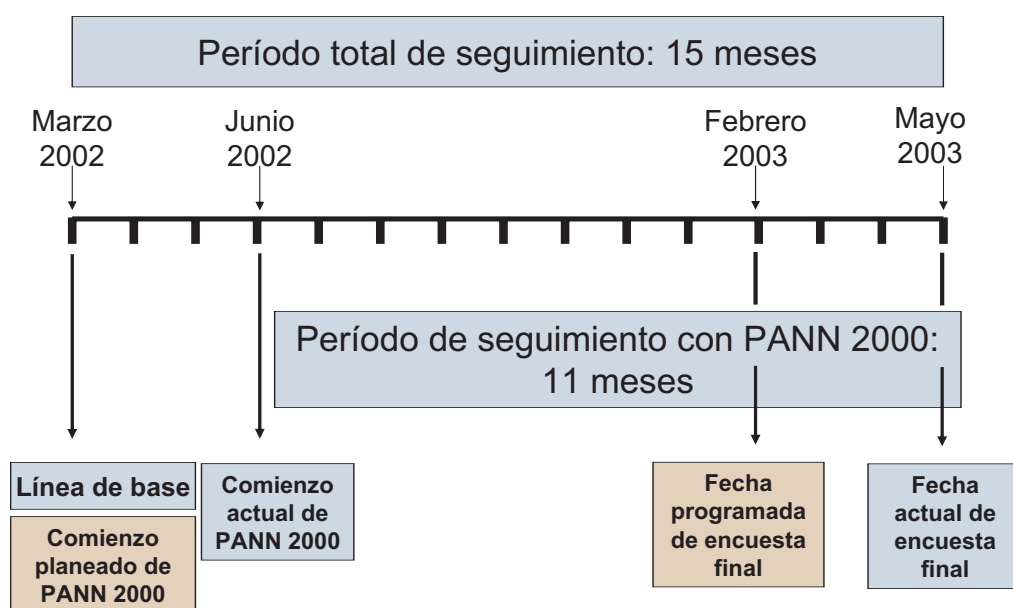 Período total de seguimiento: 15 meses
Marzo
2002
Junio
2002
Febrero
2003
Mayo
2003
Período de seguimiento con PANN 2000:
11 meses
Línea de base
Comienzo
planeado de
PANN 2000
Comienzo
actual de
PANN 2000
Fecha
programada
de encuesta
final
Fecha
actual de
encuesta
final